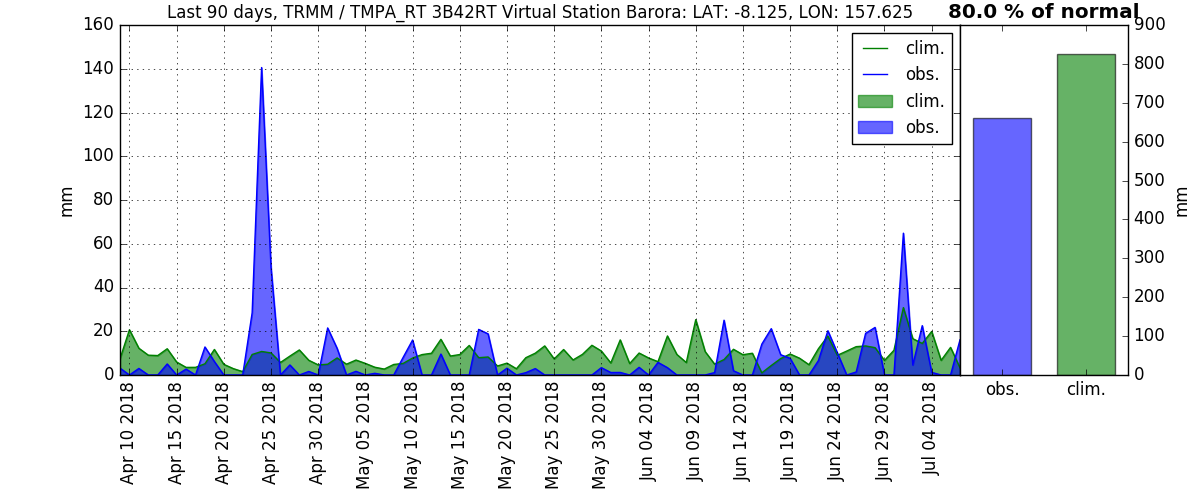 Last 90 days, TRMM / TMPA_RT 3B42RT Virtual Station Barora: LAT: -8.125, LON: 157.625
80.0 % of normal
160
140
120
100
80
60
40
20
0
mm
clim.
obs.
clim.
obs.
900
800
700
600
500
400
300
200
100
0
mm
Apr 10 2018
Apr 15 2018
Apr 20 2018
Apr 25 2018
Apr 30 2018
May 05 2018
May 10 2018
May 15 2018
May 20 2018
May 25 2018
May 30 2018
Jun 04 2018
Jun 09 2018
Jun 14 2018
Jun 19 2018
Jun 24 2018
Jun 29 2018
Jul 04 2018
obs.
clim.